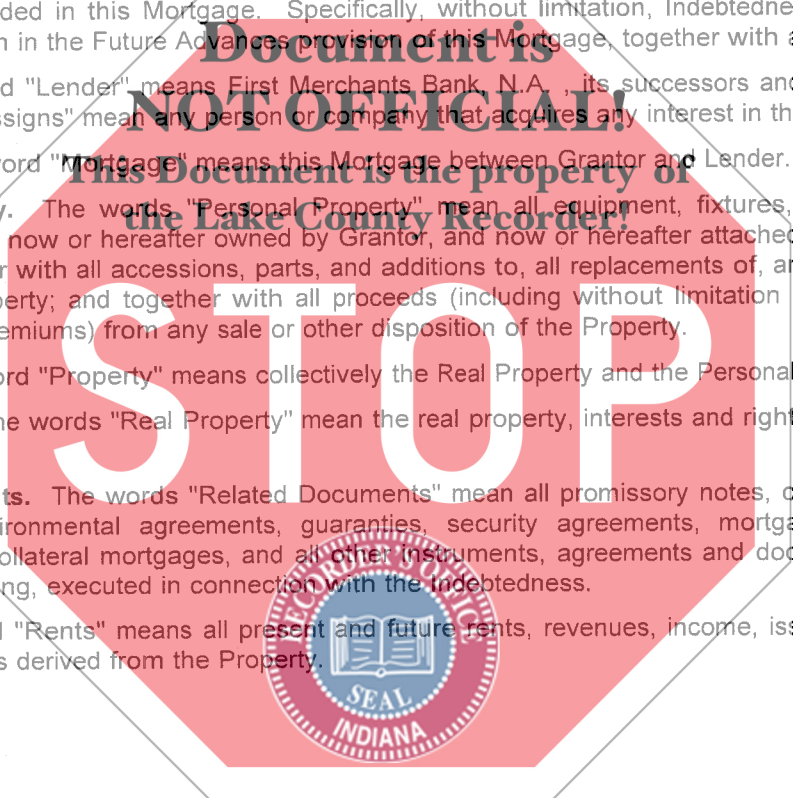 ded in this Mortgage. Specifically, without limitation, Indebtedne
n in the Future Advances provision of this Mortgage, together with a
Document is
d "Lender" means First Merchants Bank, N.A. , its successors and
NOT OFFICIAL!
ssigns" mean any person or company that acquires any interest in th
ord "Mortgage" means this Mortgage between Grantor and Lender.
This Document is the property of
y. The words "Personal Property" mean all equipment, fixtures,
the Lake County Recorder!
now or hereafter owned by Grantor, and now or hereafter attached
r with all accessions, parts, and additions to, all replacements of, an
perty; and together with all proceeds (including without limitation
emiums) from any sale or other disposition of the Property.
STOP
ord "Property" means collectively the Real Property and the Personal
he words "Real Property" mean the real property, interests and right
ts. The words "Related Documents" mean all promissory notes, c
ironmental agreements, guaranties, security agreements, mortga
ollateral mortgages, and all other instruments, agreements and doc
ng, executed in connection with the Indebtedness.
RECORDER'S OFFICE
d "Rents" means all present and future rents, revenues, income, iss
s derived from the Property.
SEAL
INDIANA